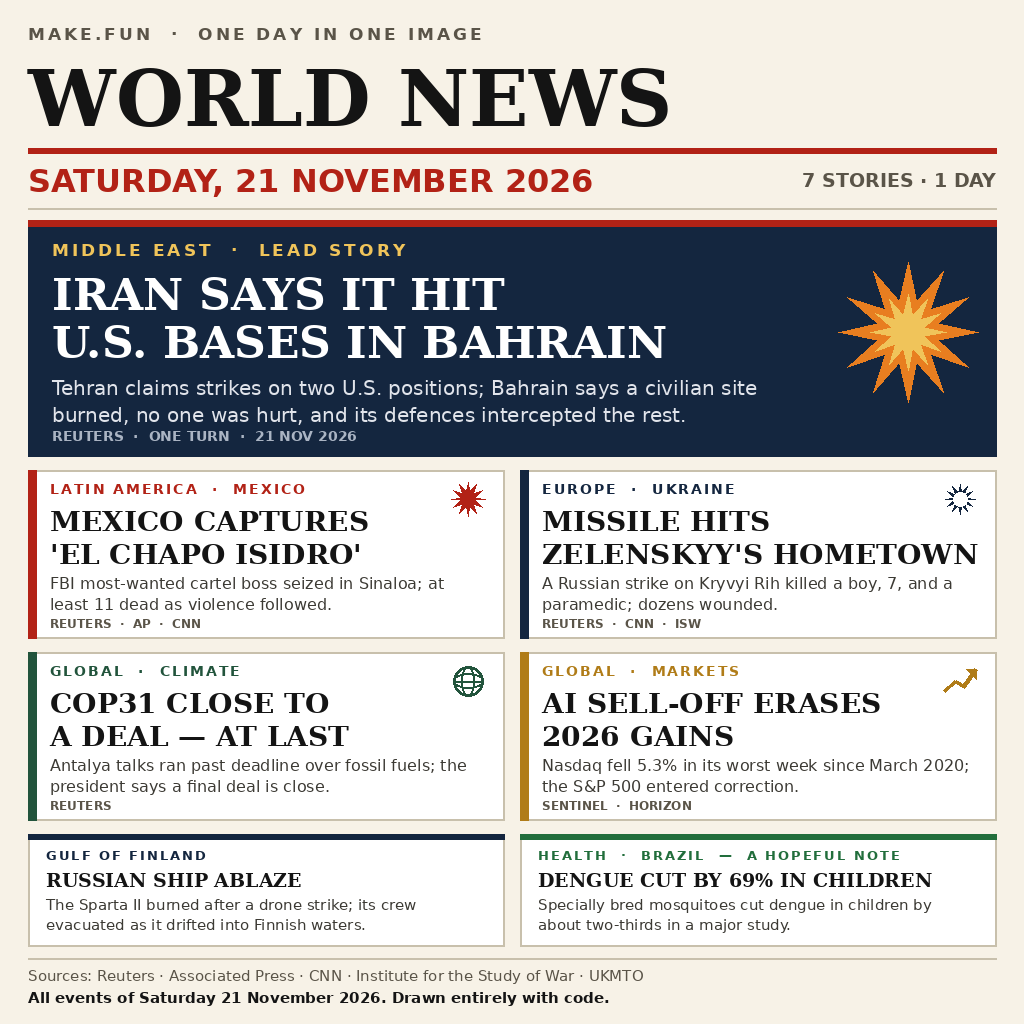 MAKE.FUN · ONE DAY IN ONE IMAGE
WORLD NEWS
SATURDAY, 21 NOVEMBER 2026
7 STORIES · 1 DAY
MIDDLE EAST · LEAD STORY
IRAN SAYS IT HIT
U.S. BASES IN BAHRAIN
Tehran claims strikes on two U.S. positions; Bahrain says a civilian site
burned, no one was hurt, and its defences intercepted the rest.
REUTERS · ONE TURN · 21 NOV 2026
LATIN AMERICA · MEXICO
MEXICO CAPTURES
'EL CHAPO ISIDRO'
FBI most-wanted cartel boss seized in Sinaloa; at
least 11 dead as violence followed.
REUTERS · AP · CNN
EUROPE · UKRAINE
MISSILE HITS
ZELENSKYY'S HOMETOWN
A Russian strike on Kryvyi Rih killed a boy, 7, and a
paramedic; dozens wounded.
REUTERS · CNN · ISW
GLOBAL · CLIMATE
COP31 CLOSE TO
A DEAL — AT LAST
Antalya talks ran past deadline over fossil fuels; the
president says a final deal is close.
REUTERS
GLOBAL · MARKETS
AI SELL-OFF ERASES
2026 GAINS
Nasdaq fell 5.3% in its worst week since March 2020;
the S&P 500 entered correction.
SENTINEL · HORIZON
GULF OF FINLAND
RUSSIAN SHIP ABLAZE
The Sparta II burned after a drone strike; its crew
evacuated as it drifted into Finnish waters.
HEALTH · BRAZIL — A HOPEFUL NOTE
DENGUE CUT BY 69% IN CHILDREN
Specially bred mosquitoes cut dengue in children by
about two-thirds in a major study.
Sources: Reuters · Associated Press · CNN · Institute for the Study of War · UKMTO
All events of Saturday 21 November 2026. Drawn entirely with code.